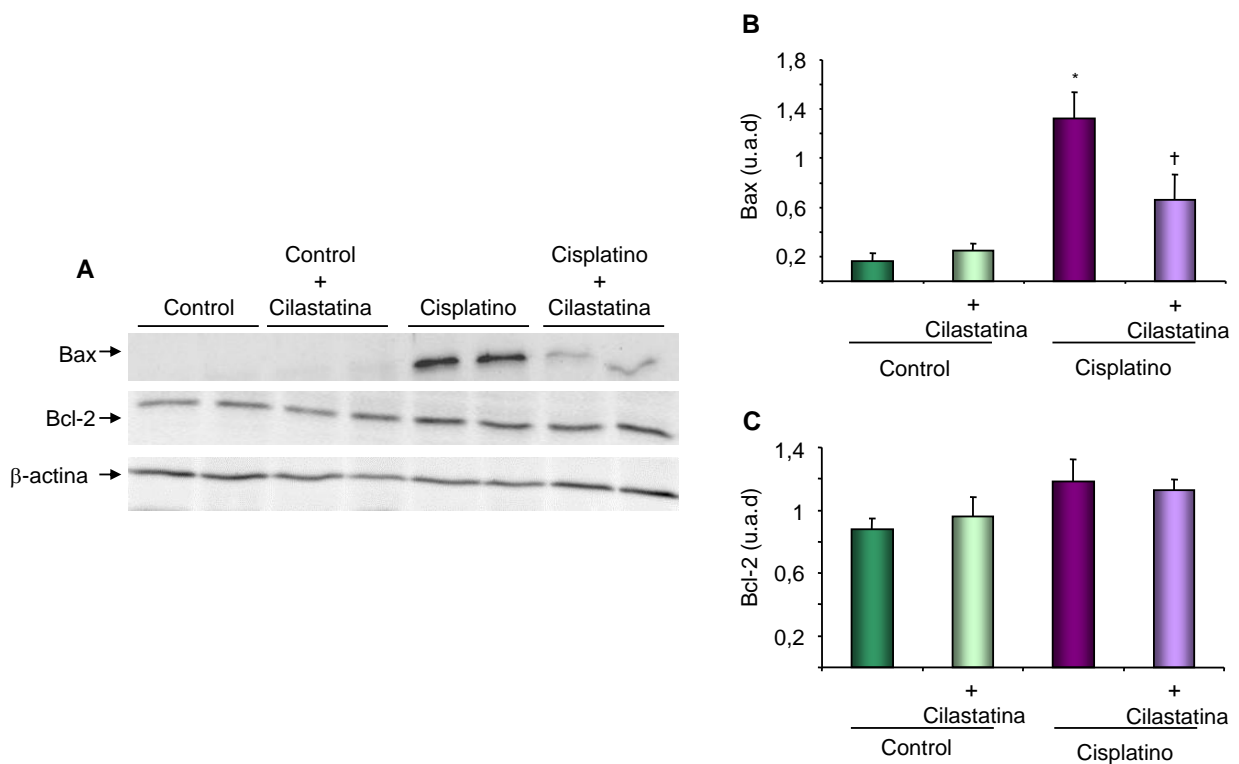 A
Control
+
Cilastatina
Cisplatino
+
Cilastatina
Control
Cisplatino
Bax
Bcl-2
β-actina
B
Bax (u.a.d)
1,8
1,4
1
0,6
0,2
*
†
+
Cilastatina
+
Cilastatina
Control
Cisplatino
C
Bcl-2 (u.a.d)
1,4
1
0,6
0,2
+
Cilastatina
+
Cilastatina
Control
Cisplatino